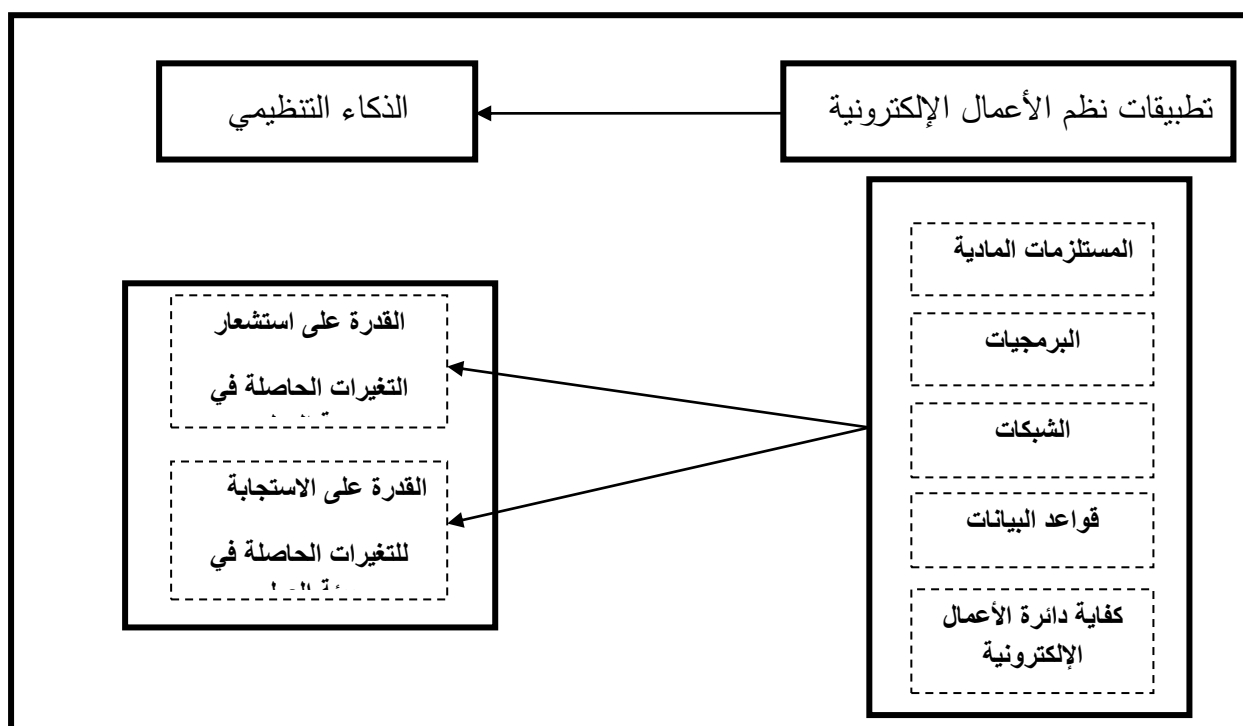 تطبيقات نظم الأعمال الإلكترونية
الذكاء التنظيمي
المستلزمات المادية
البرمجيات
الشبكات
قواعد البيانات
كفاية دائرة الأعمال
الإلكترونية
القدرة على استشعار
التغيرات الحاصلة في
القدرة على الاستجابة
للتغيرات الحاصلة في